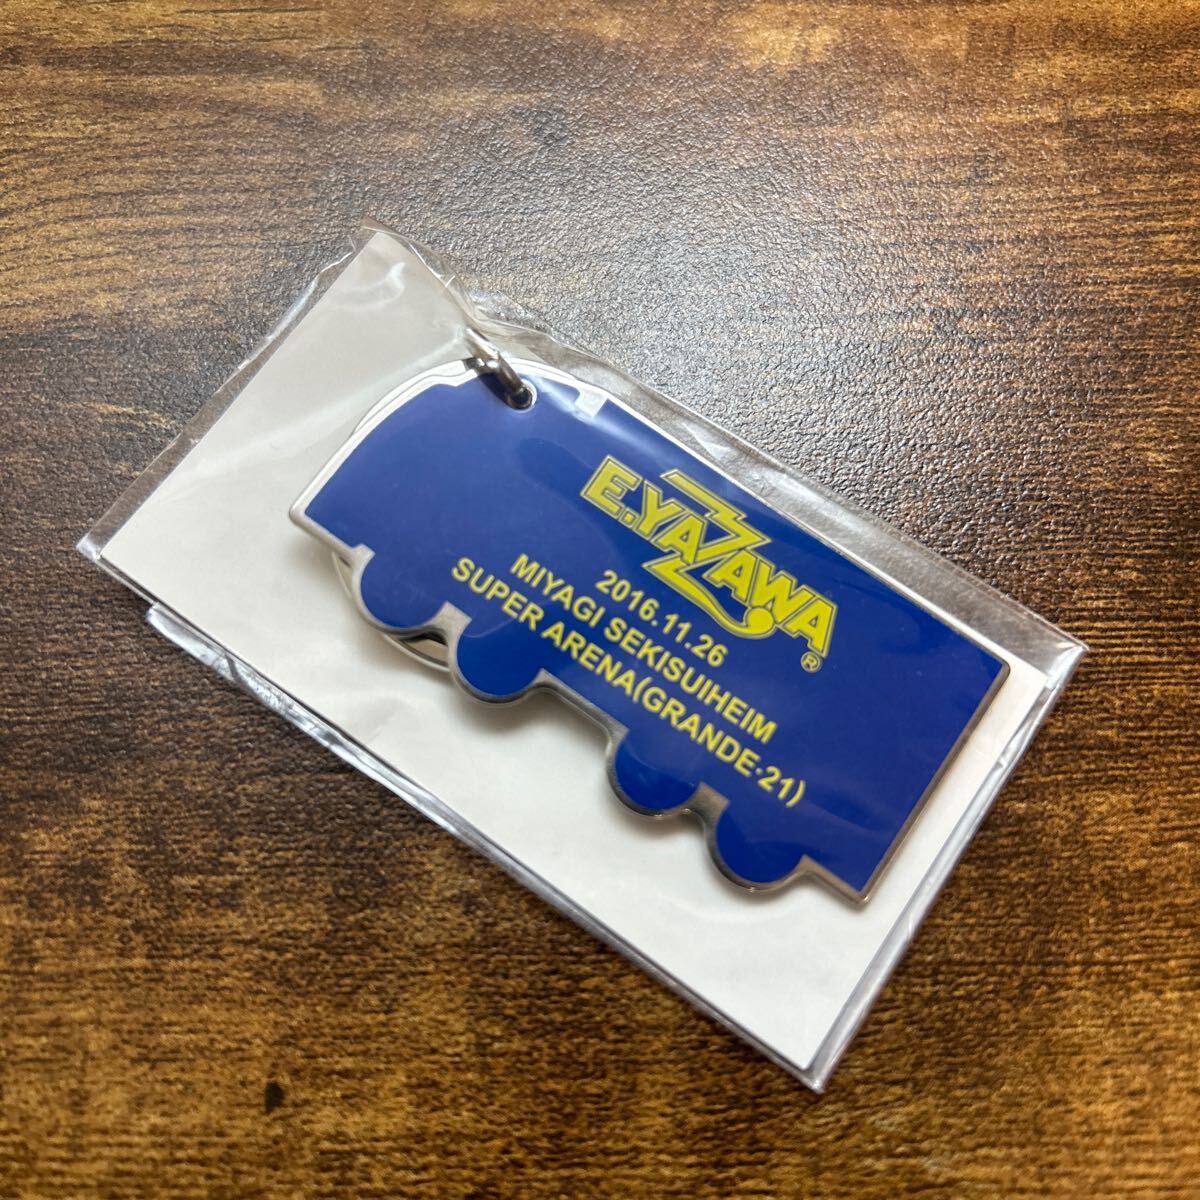 E.YAZAWA®
2016.11.26
MIYAGI SEKISUIHEIM
SUPER ARENA(GRANDE·21)